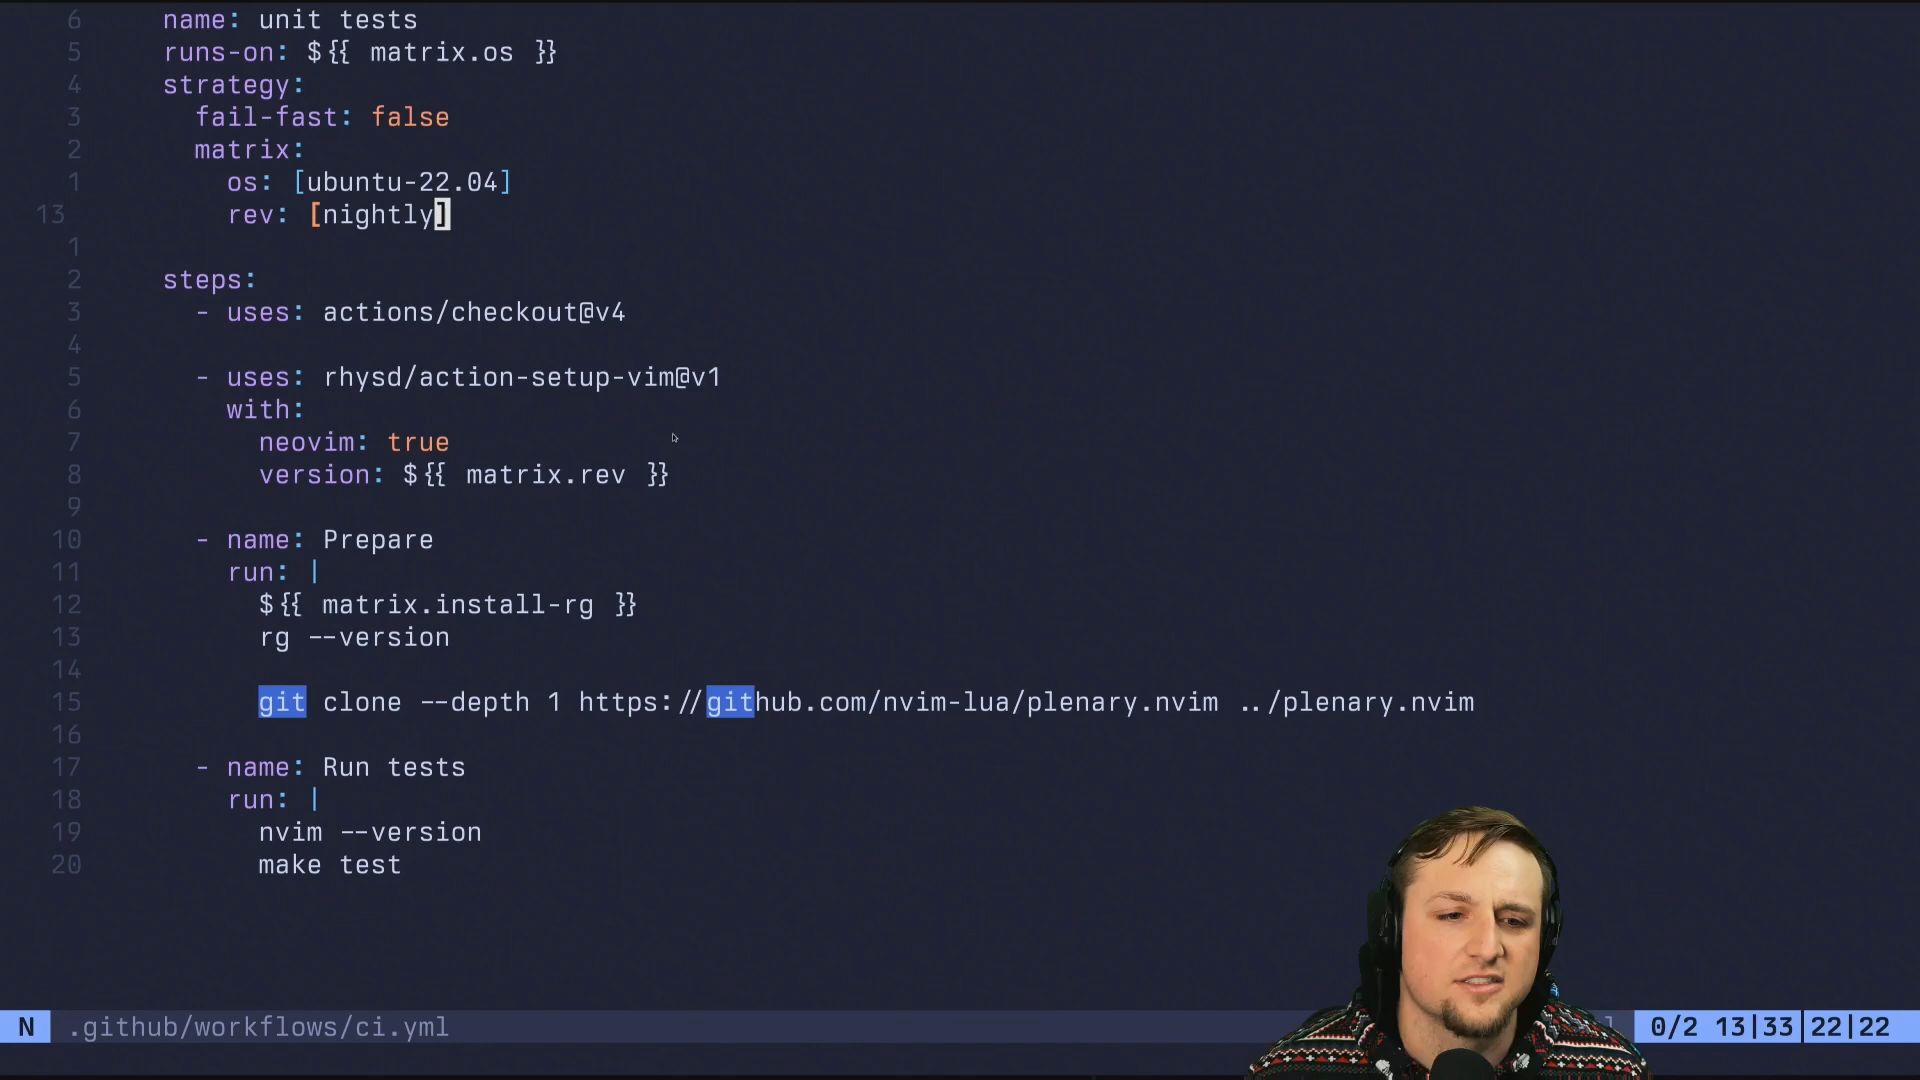 6 name: unit tests
5 runs-on: ${{ matrix.os }}
4 strategy:
3 fail-fast: false
2 matrix:
1 os: [ubuntu-22.04]
13 rev: [nightly]
1
2 steps:
3 - uses: actions/checkout@v4
4
5 - uses: rhysd/action-setup-vim@v1
6 with:
7 neovim: true
8 version: ${{ matrix.rev }}
9
10 - name: Prepare
11 run: |
12 ${{ matrix.install-rg }}
13 rg --version
14
15 git clone --depth 1 https://github.com/nvim-lua/plenary.nvim ../plenary.nvim
16
17 - name: Run tests
18 run: |
19 nvim --version
20 make test
N .github/workflows/ci.yml 0/2 13|33|22|22